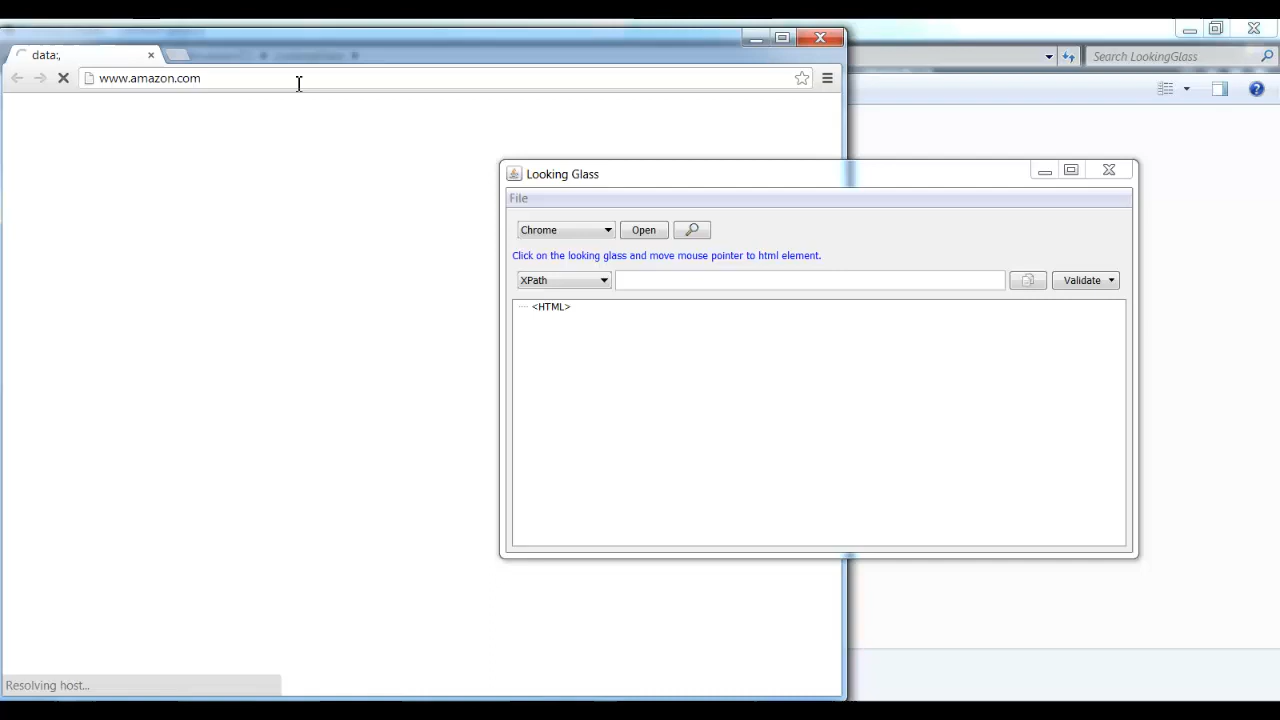 data:,
www.amazon.com
Search LookingGlass
Looking Glass
File
Chrome
Open
Click on the looking glass and move mouse pointer to html element.
XPath
Validate
<HTML>
Resolving host...